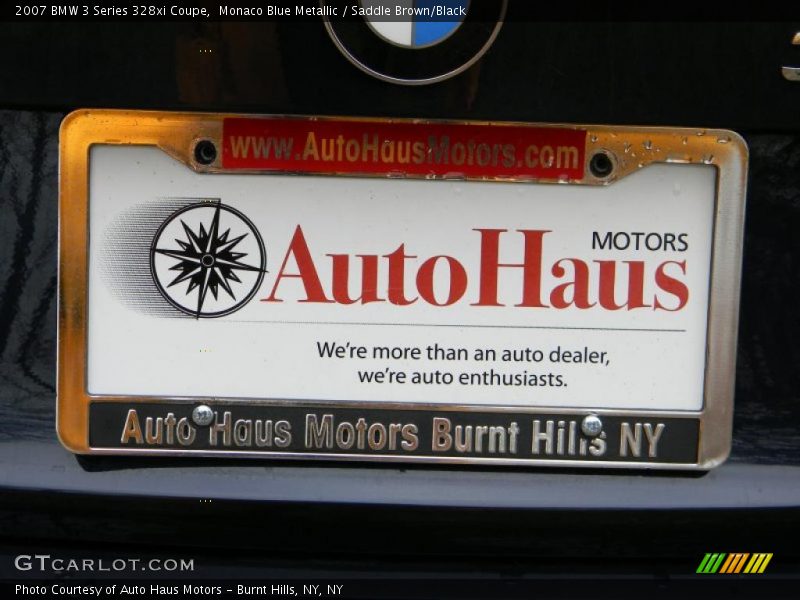 2007 BMW 3 Series 328xi Coupe,  Monaco Blue Metallic / Saddle Brown/Black
www.AutoHausMotors.com
MOTORS
AutoHaus
We're more than an auto dealer,
we're auto enthusiasts.
Auto Haus Motors Burnt Hills NY
GTCARLOT.COM
Photo Courtesy of Auto Haus Motors - Burnt Hills, NY, NY